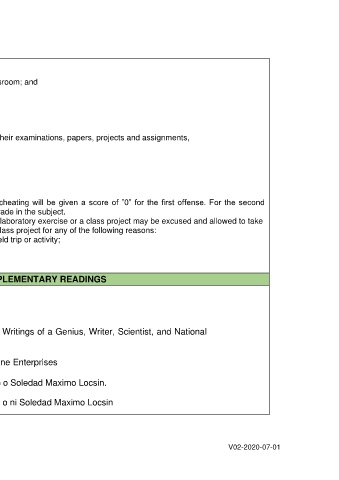 sroom; and
heir examinations, papers, projects and assignments,
cheating will be given a score of "0" for the first offense. For the second
ade in the subject.
laboratory exercise or a class project may be excused and allowed to take
lass project for any of the following reasons:
eld trip or activity;
PLEMENTARY READINGS
Writings of a Genius, Writer, Scientist, and National
ne Enterprises
o Soledad Maximo Locsin.
o ni Soledad Maximo Locsin
V02-2020-07-01